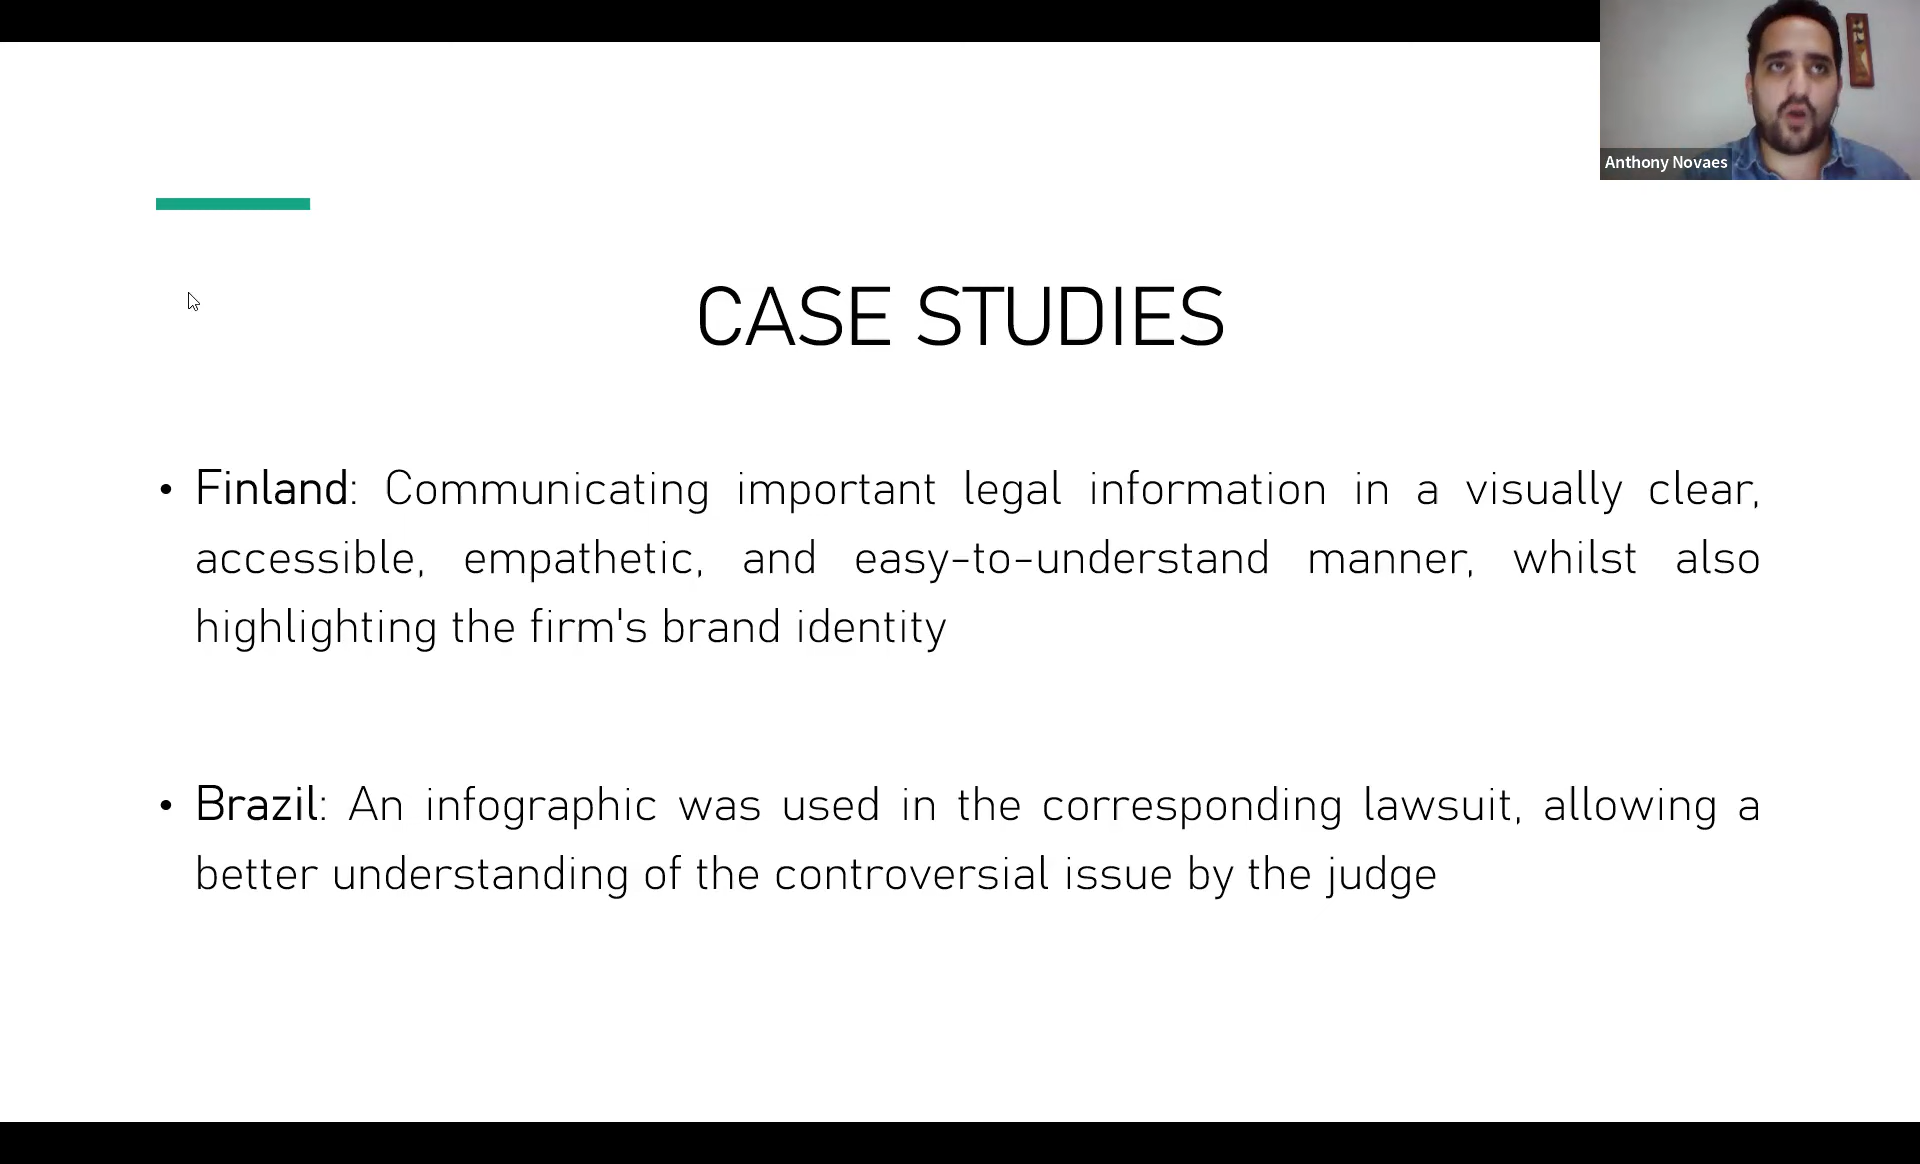 Anthony Novaes
CASE STUDIES
• Finland: Communicating important legal information in a visually clear,
accessible, empathetic, and easy-to-understand manner, whilst also
highlighting the firm's brand identity
• Brazil: An infographic was used in the corresponding lawsuit, allowing a
better understanding of the controversial issue by the judge